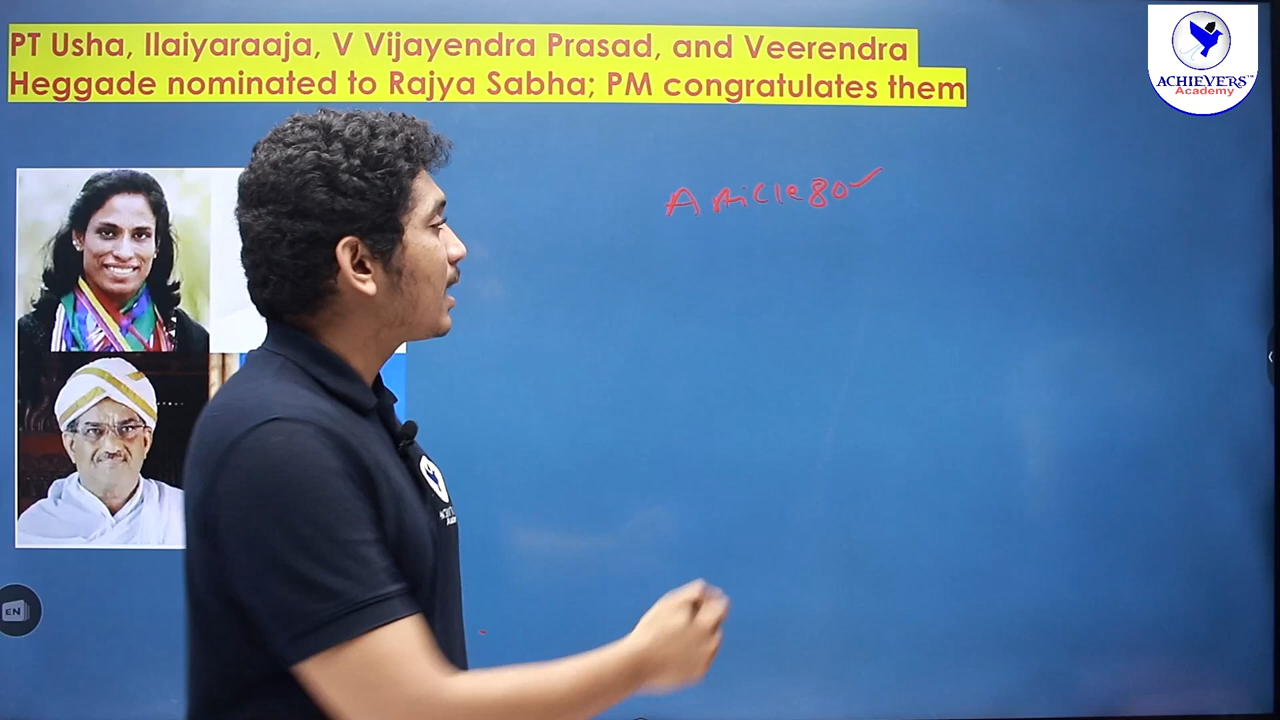 PT Usha, Ilaiyaraaja, V Vijayendra Prasad, and Veerendra
Heggade nominated to Rajya Sabha; PM congratulates them
ACHIEVERS™
Academy
Article 80
EN